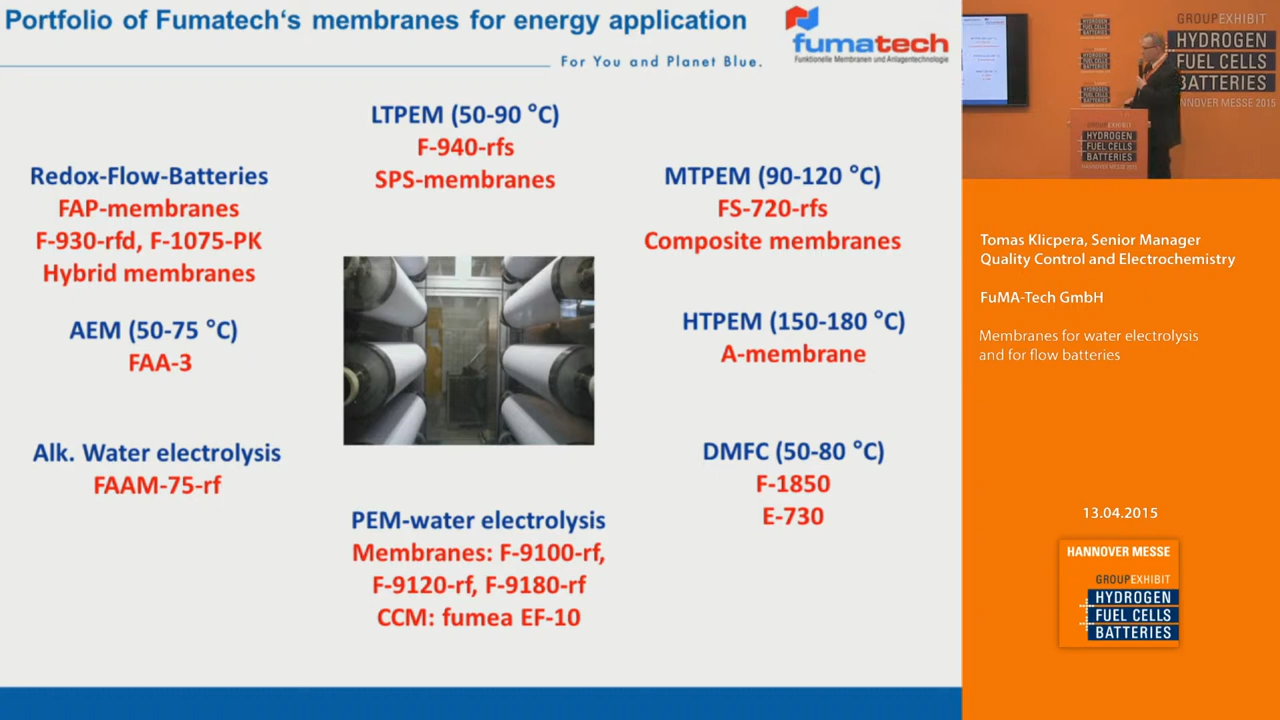 Portfolio of Fumatech‘s membranes for energy application
fumatech
Funktionelle Membranen und Anlagentechnologie
For You and Planet Blue.
LTPEM (50-90 °C)
F-940-rfs
SPS-membranes
Redox-Flow-Batteries
FAP-membranes
F-930-rfd, F-1075-PK
Hybrid membranes
MTPEM (90-120 °C)
FS-720-rfs
Composite membranes
AEM (50-75 °C)
FAA-3
HTPEM (150-180 °C)
A-membrane
Alk. Water electrolysis
FAAM-75-rf
DMFC (50-80 °C)
F-1850
E-730
PEM-water electrolysis
Membranes: F-9100-rf,
F-9120-rf, F-9180-rf
CCM: fumea EF-10
GROUPEXHIBIT
HYDROGEN
FUEL CELLS
BATTERIES
NNOVER MESSE 2015
HYDROGEN
FUEL CELLS
BATTERIES
Tomas Klicpera, Senior Manager
Quality Control and Electrochemistry
FuMA-Tech GmbH
Membranes for water electrolysis
and for flow batteries
13.04.2015
HANNOVER MESSE
GROUPEXHIBIT
HYDROGEN
FUEL CELLS
BATTERIES